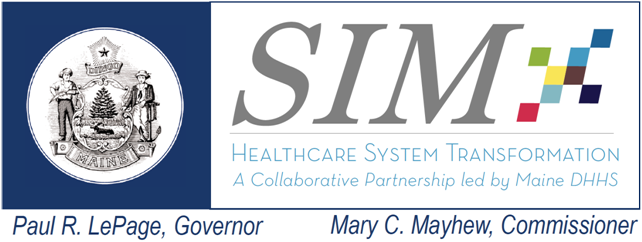 MAINE
SIM
HEALTHCARE SYSTEM TRANSFORMATION
A Collaborative Partnership led by Maine DHHS
Paul R. LePage, Governor
Mary C. Mayhew, Commissioner